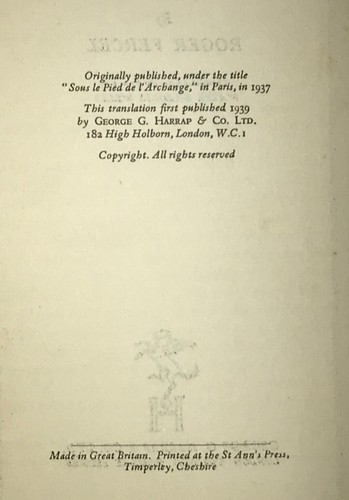 Originally published, under the title
"Sous le Pied de l'Archange," in Paris, in 1937
This translation first published 1939
by GEORGE G. HARRAP & CO. LTD.
182 High Holborn, London, W.C.1
Copyright. All rights reserved
Made in Great Britain. Printed at the St Ann's Press,
Timperley, Cheshire